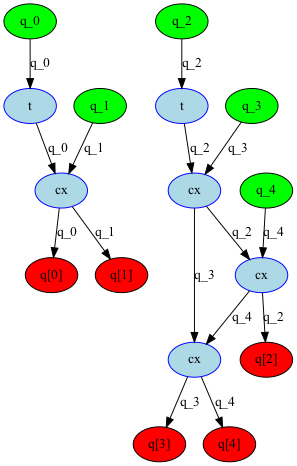 q_0 q_2
q_0 q_2
t q_1 t q_3
q_0 q_1 q_2 q_3
cx cx q_4
q_0 q_1 q_2 q_4
q[0] q[1] q_3 cx
q_4 q_2
cx q[2]
q_3 q_4
q[3] q[4]